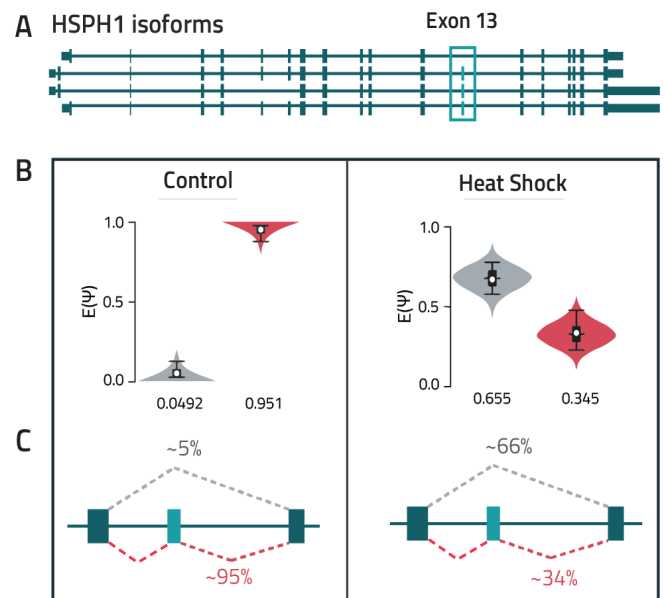 A HSPH1 isoforms
Exon 13
B
Control
Heat Shock
E(Ψ)
1.0
0.5
0.0
0.0492 0.951
E(Ψ)
1.0
0.5
0.0
0.655 0.345
C
~5%
~95%
~66%
~34%